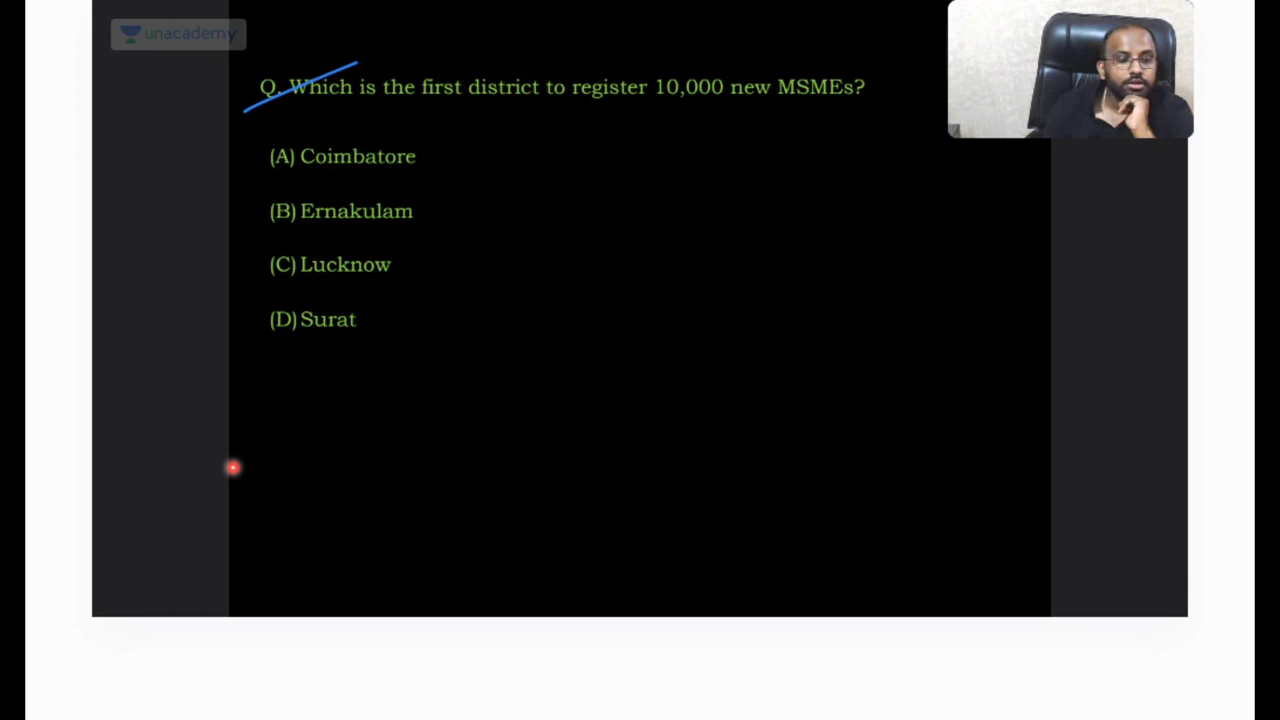 unacademy
Q. Which is the first district to register 10,000 new MSMEs?
(A) Coimbatore
(B) Ernakulam
(C) Lucknow
(D) Surat